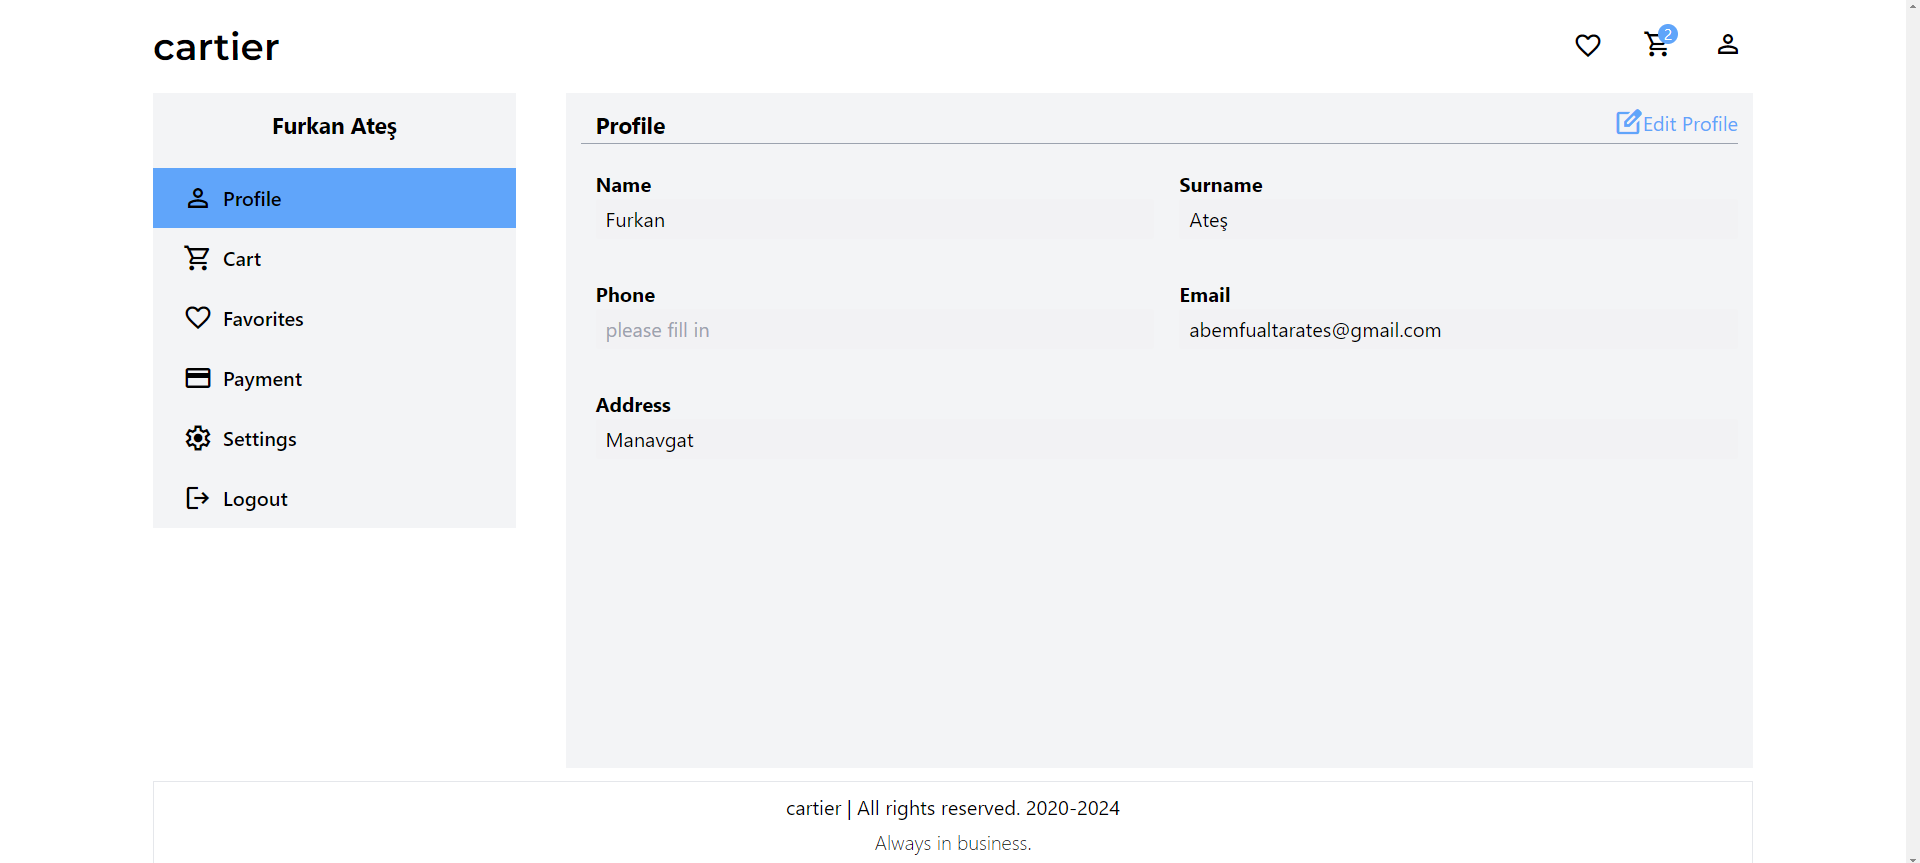 cartier
2
Furkan Ateş
Profile
Cart
Favorites
Payment
Settings
Logout
Profile
Edit Profile
Name
Furkan
Surname
Ateş
Phone
please fill in
Email
abemfualtarates@gmail.com
Address
Manavgat
cartier | All rights reserved. 2020-2024
Always in business.